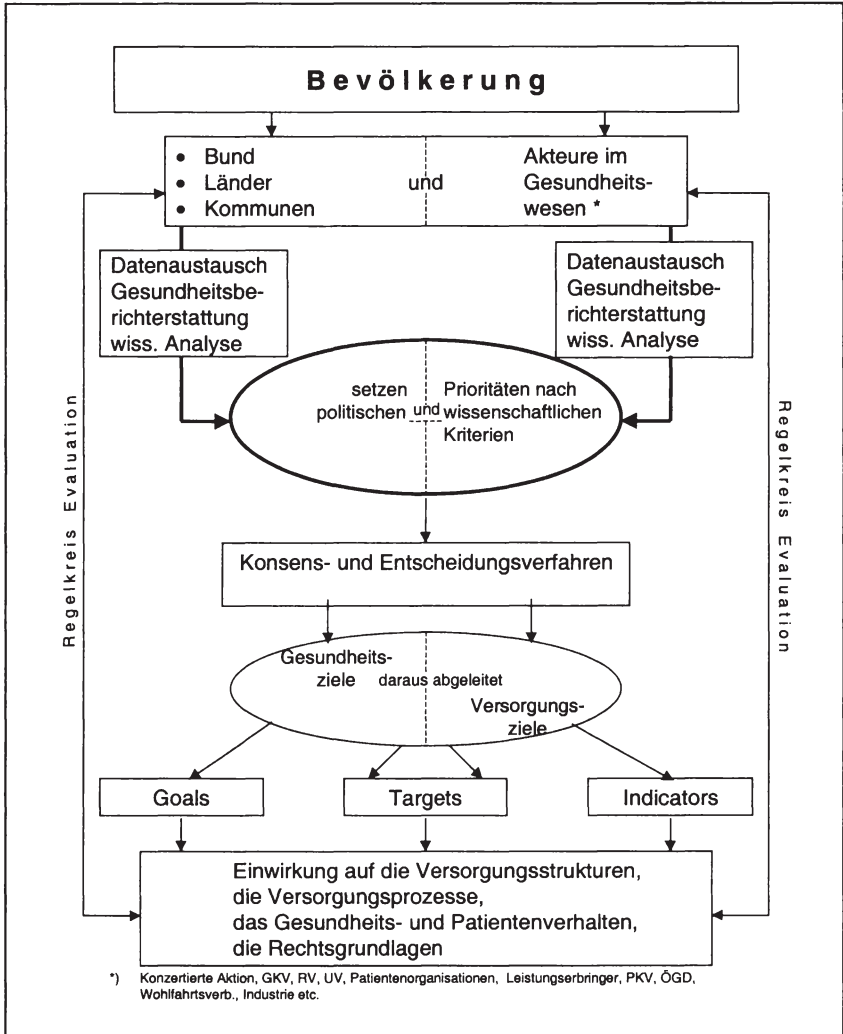 Bevölkerung
• Bund
• Länder
• Kommunen
und
Akteure im
Gesundheits-
wesen *
Datenaustausch
Gesundheitsbe-
richterstattung
wiss. Analyse
Datenaustausch
Gesundheitsbe-
richterstattung
wiss. Analyse
setzen Prioritäten nach
politischen und wissenschaftlichen
Kriterien
Regelkreis Evaluation
Regelkreis Evaluation
Konsens- und Entscheidungsverfahren
Gesundheits-
ziele
daraus abgeleitet
Versorgungs-
ziele
Goals
Targets
Indicators
Einwirkung auf die Versorgungsstrukturen,
die Versorgungsprozesse,
das Gesundheits- und Patientenverhalten,
die Rechtsgrundlagen
*) Konzertierte Aktion, GKV, RV, UV, Patientenorganisationen, Leistungserbringer, PKV, ÖGD,
Wohlfahrtsverb., Industrie etc.